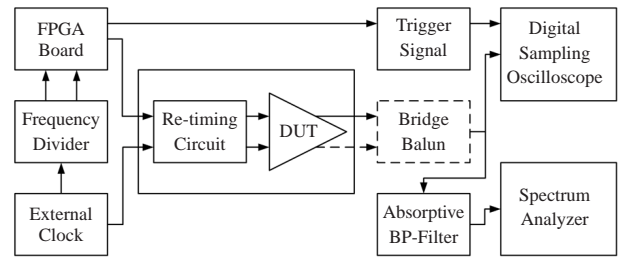 FPGA
Board
Trigger
Signal
Digital
Sampling
Oscilloscope
Frequency
Divider
Re-timing
Circuit
DUT
Bridge
Balun
External
Clock
Absorptive
BP-Filter
Spectrum
Analyzer